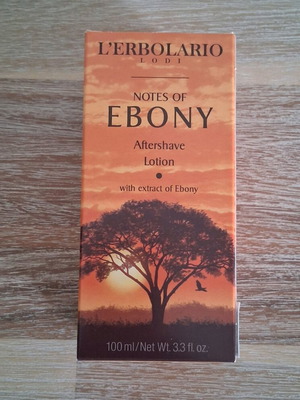 L'ERBOLARIO
LODI
NOTES OF
EBONY
Aftershave
Lotion
with extract of Ebony
100 ml/Net Wt. 3.3 fl. oz.